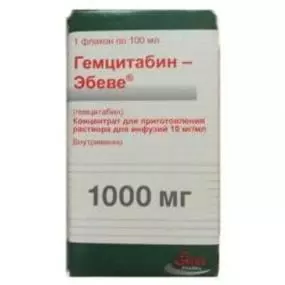 1 флакон по 100 мл
Гемцитабин –
Эбеве®
(гемцитабин)
Концентрат для приготовления
раствора для инфузий 10 мг/мл
Внутривенно
1000 мг